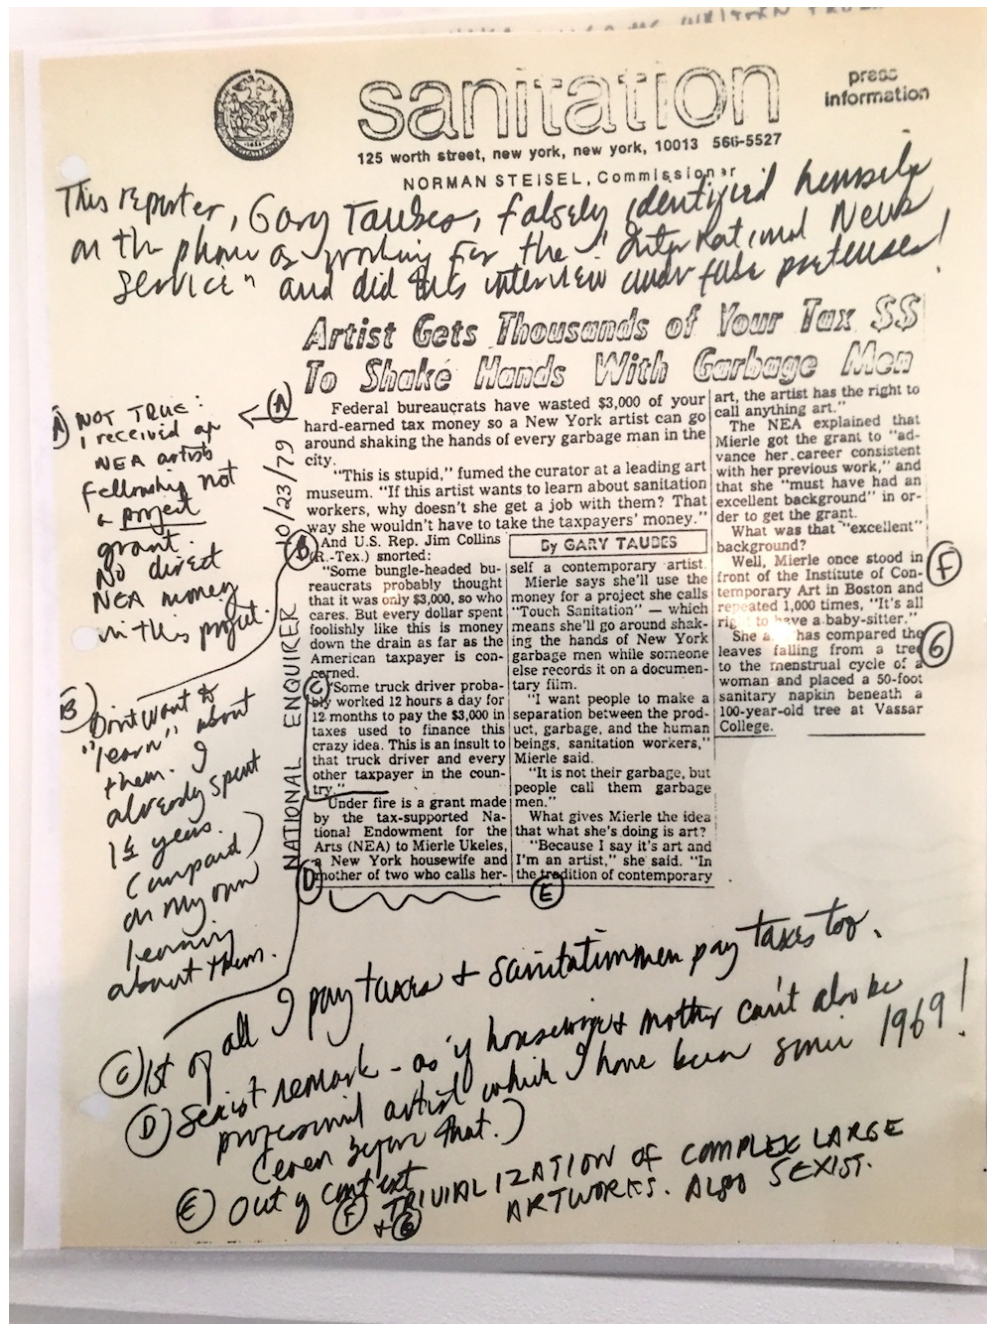 sanitation
press
information
125 worth street, new york, new york, 10013 566-5527
NORMAN STEISEL, Commissioner
This reporter, Gary Taubes, falsely identified himself
on the phone as working for the "International News
Service" and did this interview under false pretenses!
Artist Gets Thousands of Your Tax $$
To Shake Hands With Garbage Men
A
Federal bureaucrats have wasted $3,000 of your
hard-earned tax money so a New York artist can go
around shaking the hands of every garbage man in the
city.
"This is stupid," fumed the curator at a leading art
museum. "If this artist wants to learn about sanitation
workers, why doesn't she get a job with them? That
way she wouldn't have to take the taxpayers' money."
B
And U.S. Rep. Jim Collins
(R.-Tex.) snorted:
"Some bungle-headed bu-
reaucrats probably thought
that it was only $3,000, so who
cares. But every dollar spent
foolishly like this is money
down the drain as far as the
American taxpayer is con-
cerned.
C
"Some truck driver proba-
bly worked 12 hours a day for
12 months to pay the $3,000 in
taxes used to finance this
crazy idea. This is an insult to
that truck driver and every
other taxpayer in the coun-
try."
Under fire is a grant made
by the tax-supported Na-
tional Endowment for the
Arts (NEA) to Mierle Ukeles,
a New York housewife and
D
mother of two who calls her-
By GARY TAUBES
self a contemporary artist.
Mierle says she'll use the
money for a project she calls
"Touch Sanitation" — which
means she'll go around shak-
ing the hands of New York
garbage men while someone
else records it on a documen-
tary film.
"I want people to make a
separation between the prod-
uct, garbage, and the human
beings, sanitation workers,"
Mierle said.
"It is not their garbage, but
people call them garbage
men."
What gives Mierle the idea
that what she's doing is art?
"Because I say it's art and
I'm an artist," she said. "In
the tradition of contemporary
E
art, the artist has the right to
call anything art."
The NEA explained that
Mierle got the grant to "ad-
vance her career consistent
with her previous work," and
that she "must have had an
excellent background" in or-
der to get the grant.
What was that "excellent"
background?
Well, Mierle once stood in
front of the Institute of Con-
temporary Art in Boston and
repeated 1,000 times, "It's all
right to have a baby-sitter."
F
She has compared the
leaves falling from a tree
to the menstrual cycle of a
woman and placed a 50-foot
sanitary napkin beneath a
100-year-old tree at Vassar
College.
G
NATIONAL ENQUIRER 10/23/79
A NOT TRUE:
I received an
NEA artists
fellowship not
a project
grant.
No direct
NEA money
in this project.
B Don't want to
"learn" about
them. I
already spent
1½ years
(unpaid)
on my own
learning
about them.
C 1st of all I pay taxes + sanitationmen pay taxes too.
D Sexist remark - as if housewife + mother can't also be
professional artist which I have been since 1969!
(even before that.)
E Out of context
F + G TRIVIALIZATION OF COMPLEX LARGE
ARTWORKS. ALSO SEXIST.